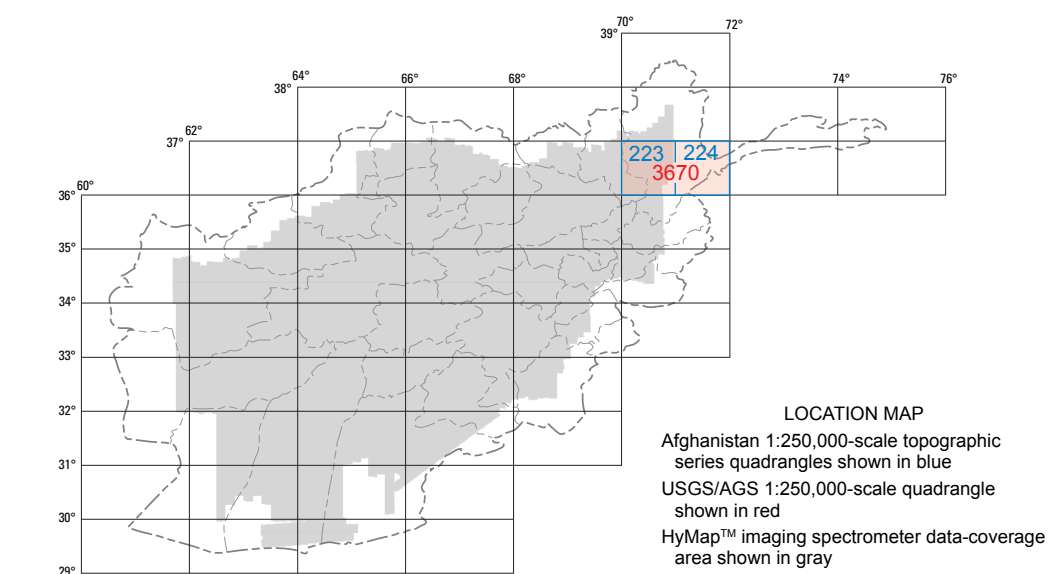 70° 72°
39°
64° 66° 68° 74° 76°
38°
62°
37°
223 224
3670
60°
36°
35°
34°
33°
32°
31°
30°
29°
LOCATION MAP
Afghanistan 1:250,000-scale topographic
series quadrangles shown in blue
USGS/AGS 1:250,000-scale quadrangle
shown in red
HyMap™ imaging spectrometer data-coverage
area shown in gray